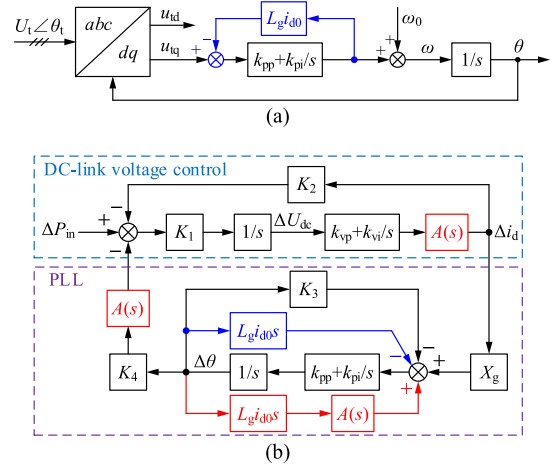 U_t∠θ_t
abc
dq
u_td
u_tq
L_g i_d0
+
−
k_pp+k_pi/s
ω_0
+
+
ω
1/s
θ
(a)
DC-link voltage control
K_2
ΔP_in
+
−
−
K_1
1/s
ΔU_dc
k_vp+k_vi/s
A(s)
Δi_d
PLL
A(s)
K_3
L_g i_d0 s
−
−
+
+
K_4
Δθ
1/s
k_pp+k_pi/s
X_g
L_g i_d0 s
A(s)
(b)